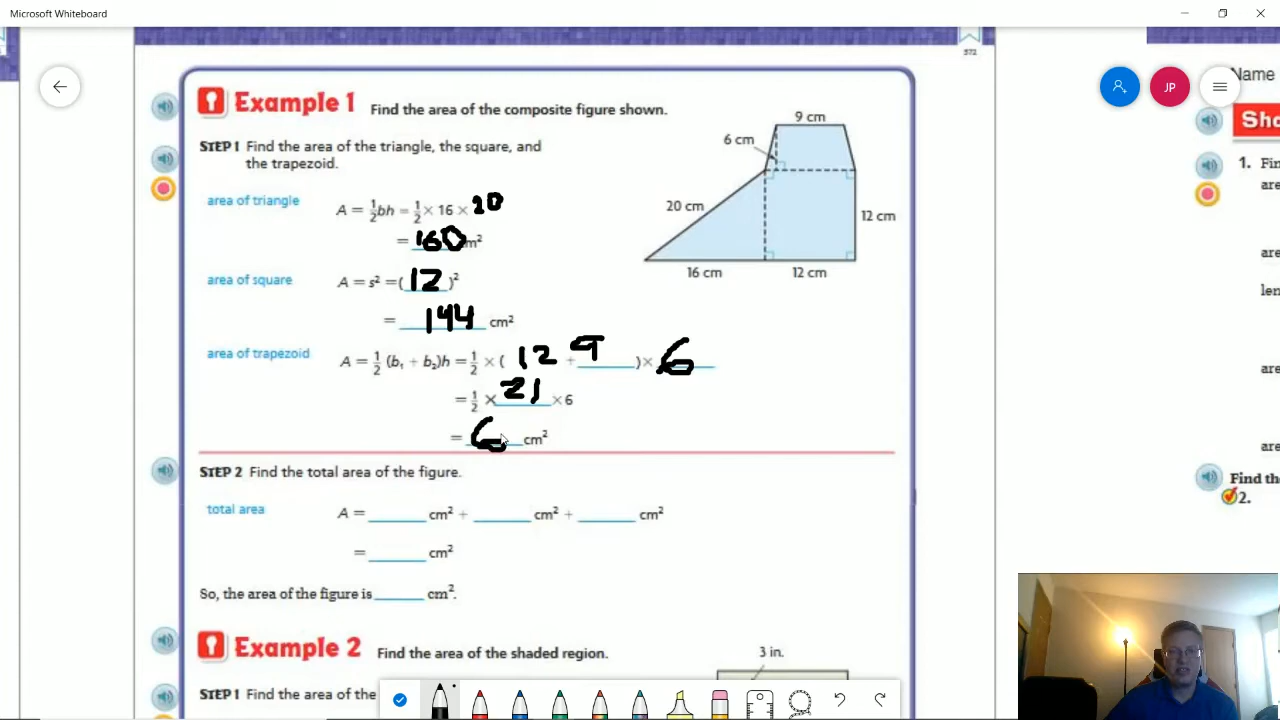 Microsoft Whiteboard
572
JP
Name
Example 1 Find the area of the composite figure shown.
STEP 1 Find the area of the triangle, the square, and
the trapezoid.
area of triangle A = 1/2bh = 1/2 × 16 × 20
= 160 cm²
area of square A = s² = (12)²
= 144 cm²
area of trapezoid A = 1/2 (b₁ + b₂)h = 1/2 × (12 + 9) × 6
= 1/2 × 21 × 6
= 6 cm²
9 cm
6 cm
20 cm
12 cm
16 cm
12 cm
STEP 2 Find the total area of the figure.
total area A = ______ cm² + ______ cm² + ______ cm²
= ______ cm²
So, the area of the figure is ______ cm².
Example 2 Find the area of the shaded region.
3 in.
STEP 1 Find the area of the
Sho
1. Fin
are
are
len
are
are
Find the
2.